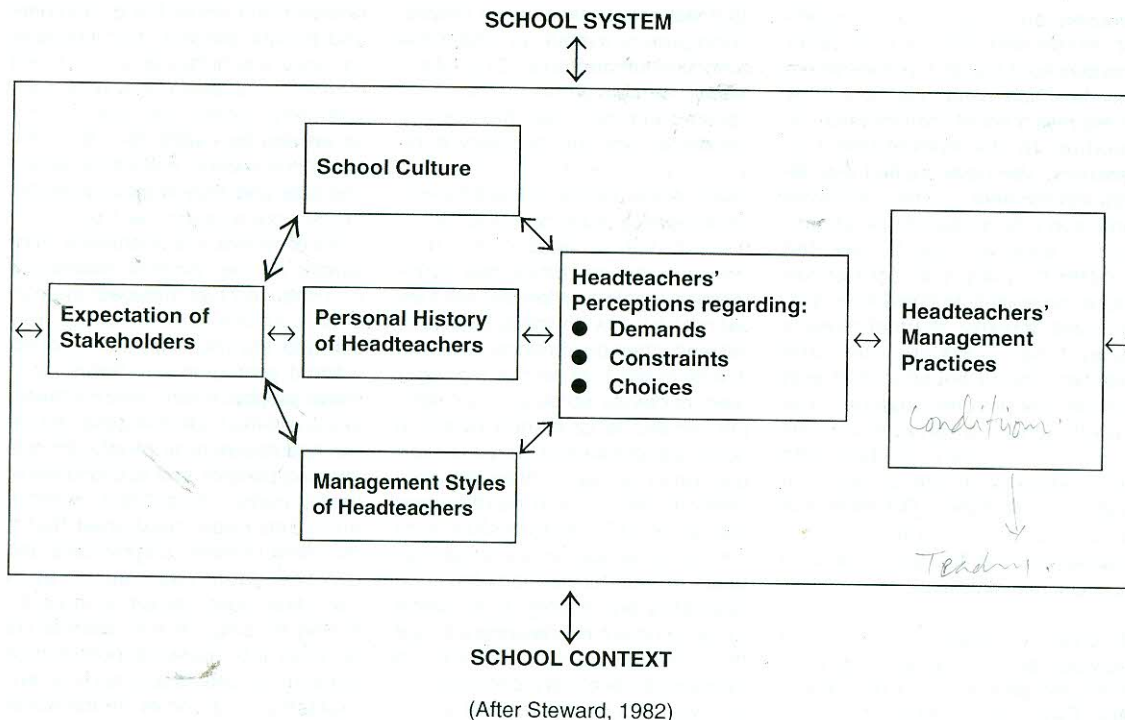 SCHOOL SYSTEM
School Culture
Expectation of
Stakeholders
Personal History
of Headteachers
Management Styles
of Headteachers
Headteachers'
Perceptions regarding:
● Demands
● Constraints
● Choices
Headteachers'
Management
Practices
SCHOOL CONTEXT
(After Steward, 1982)